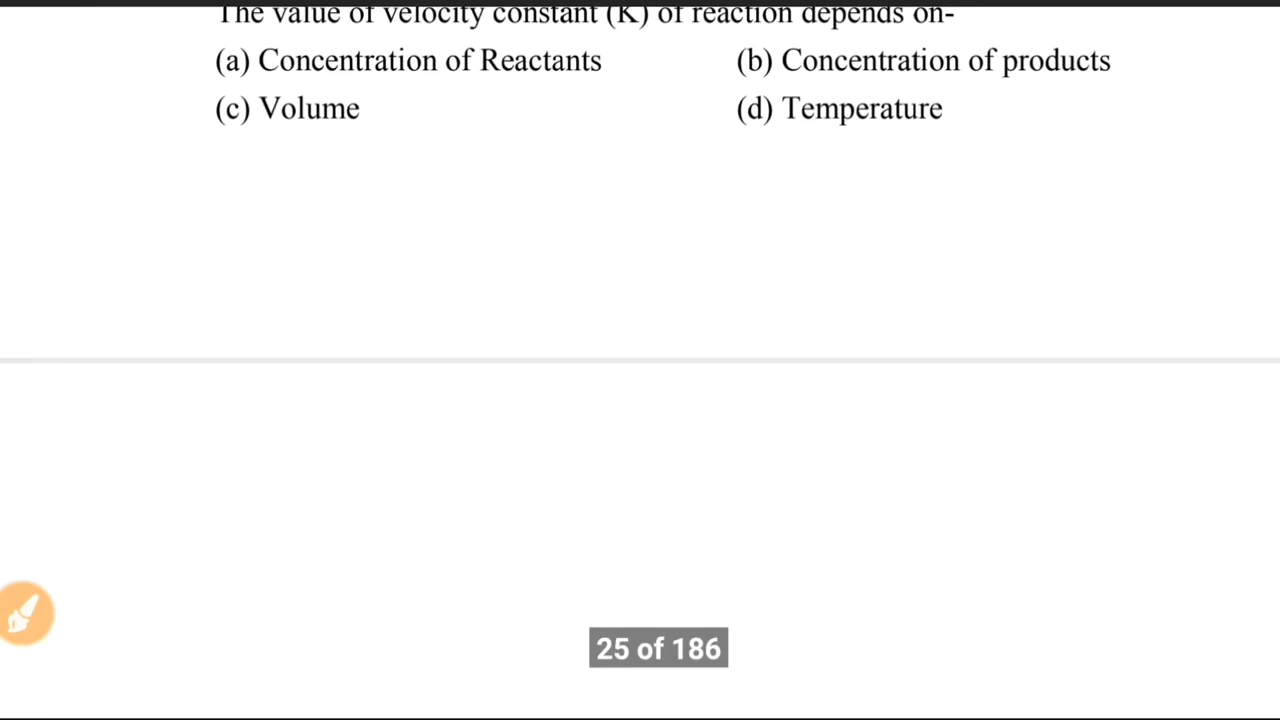 The value of velocity constant (K) of reaction depends on-
(a) Concentration of Reactants (b) Concentration of products
(c) Volume (d) Temperature
25 of 186